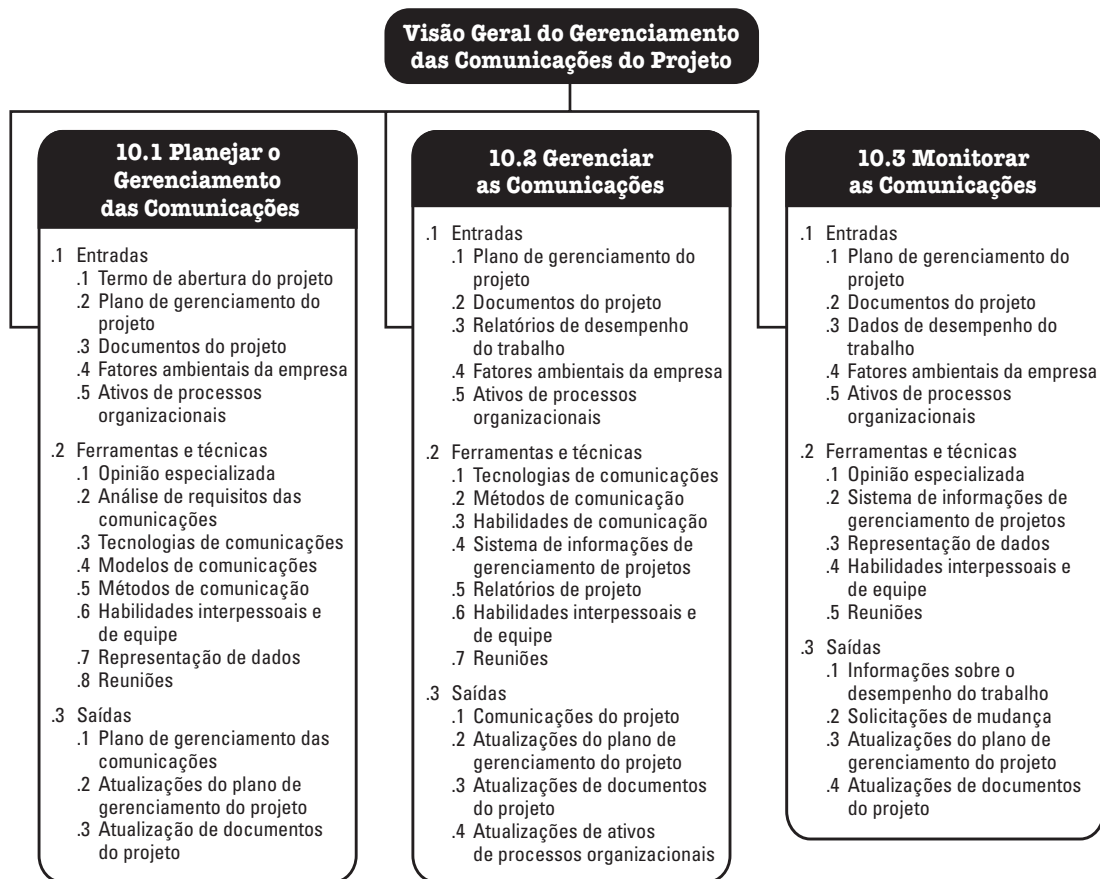 Visão Geral do Gerenciamento
das Comunicações do Projeto
10.1 Planejar o
Gerenciamento
das Comunicações
.1 Entradas
.1 Termo de abertura do projeto
.2 Plano de gerenciamento do
projeto
.3 Documentos do projeto
.4 Fatores ambientais da empresa
.5 Ativos de processos
organizacionais
.2 Ferramentas e técnicas
.1 Opinião especializada
.2 Análise de requisitos das
comunicações
.3 Tecnologias de comunicações
.4 Modelos de comunicações
.5 Métodos de comunicação
.6 Habilidades interpessoais e
de equipe
.7 Representação de dados
.8 Reuniões
.3 Saídas
.1 Plano de gerenciamento das
comunicações
.2 Atualizações do plano de
gerenciamento do projeto
.3 Atualização de documentos
do projeto
10.2 Gerenciar
as Comunicações
.1 Entradas
.1 Plano de gerenciamento do
projeto
.2 Documentos do projeto
.3 Relatórios de desempenho
do trabalho
.4 Fatores ambientais da empresa
.5 Ativos de processos
organizacionais
.2 Ferramentas e técnicas
.1 Tecnologias de comunicações
.2 Métodos de comunicação
.3 Habilidades de comunicação
.4 Sistema de informações de
gerenciamento de projetos
.5 Relatórios de projeto
.6 Habilidades interpessoais e
de equipe
.7 Reuniões
.3 Saídas
.1 Comunicações do projeto
.2 Atualizações do plano de
gerenciamento do projeto
.3 Atualizações de documentos
do projeto
.4 Atualizações de ativos
de processos organizacionais
10.3 Monitorar
as Comunicações
.1 Entradas
.1 Plano de gerenciamento do
projeto
.2 Documentos do projeto
.3 Dados de desempenho do
trabalho
.4 Fatores ambientais da empresa
.5 Ativos de processos
organizacionais
.2 Ferramentas e técnicas
.1 Opinião especializada
.2 Sistema de informações de
gerenciamento de projetos
.3 Representação de dados
.4 Habilidades interpessoais e
de equipe
.5 Reuniões
.3 Saídas
.1 Informações sobre o
desempenho do trabalho
.2 Solicitações de mudança
.3 Atualizações do plano de
gerenciamento do projeto
.4 Atualizações de documentos
do projeto